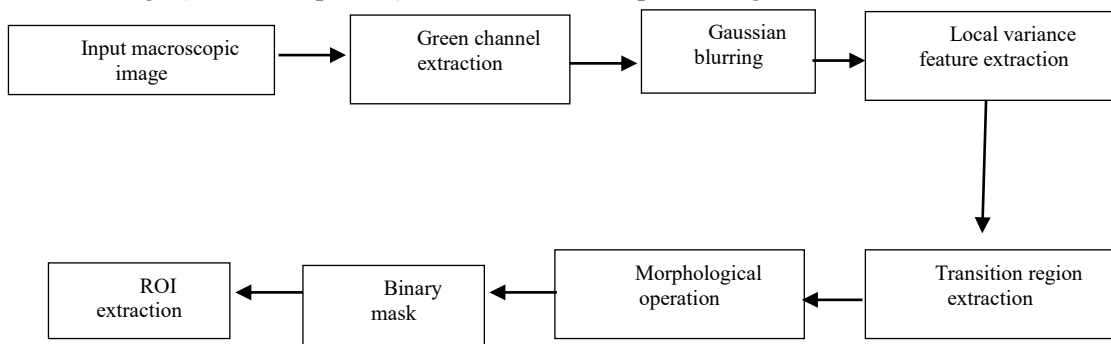 Input macroscopic
image
Green channel
extraction
Gaussian
blurring
Local variance
feature extraction
Transition region
extraction
Morphological
operation
Binary
mask
ROI
extraction